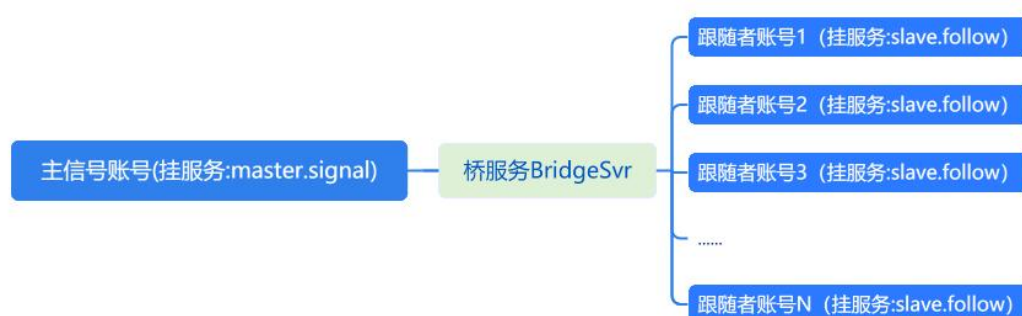 主信号账号(挂服务:master.signal)
桥服务BridgeSvr
跟随者账号1（挂服务:slave.follow）
跟随者账号2（挂服务:slave.follow）
跟随者账号3（挂服务:slave.follow）
......
跟随者账号N（挂服务:slave.follow）